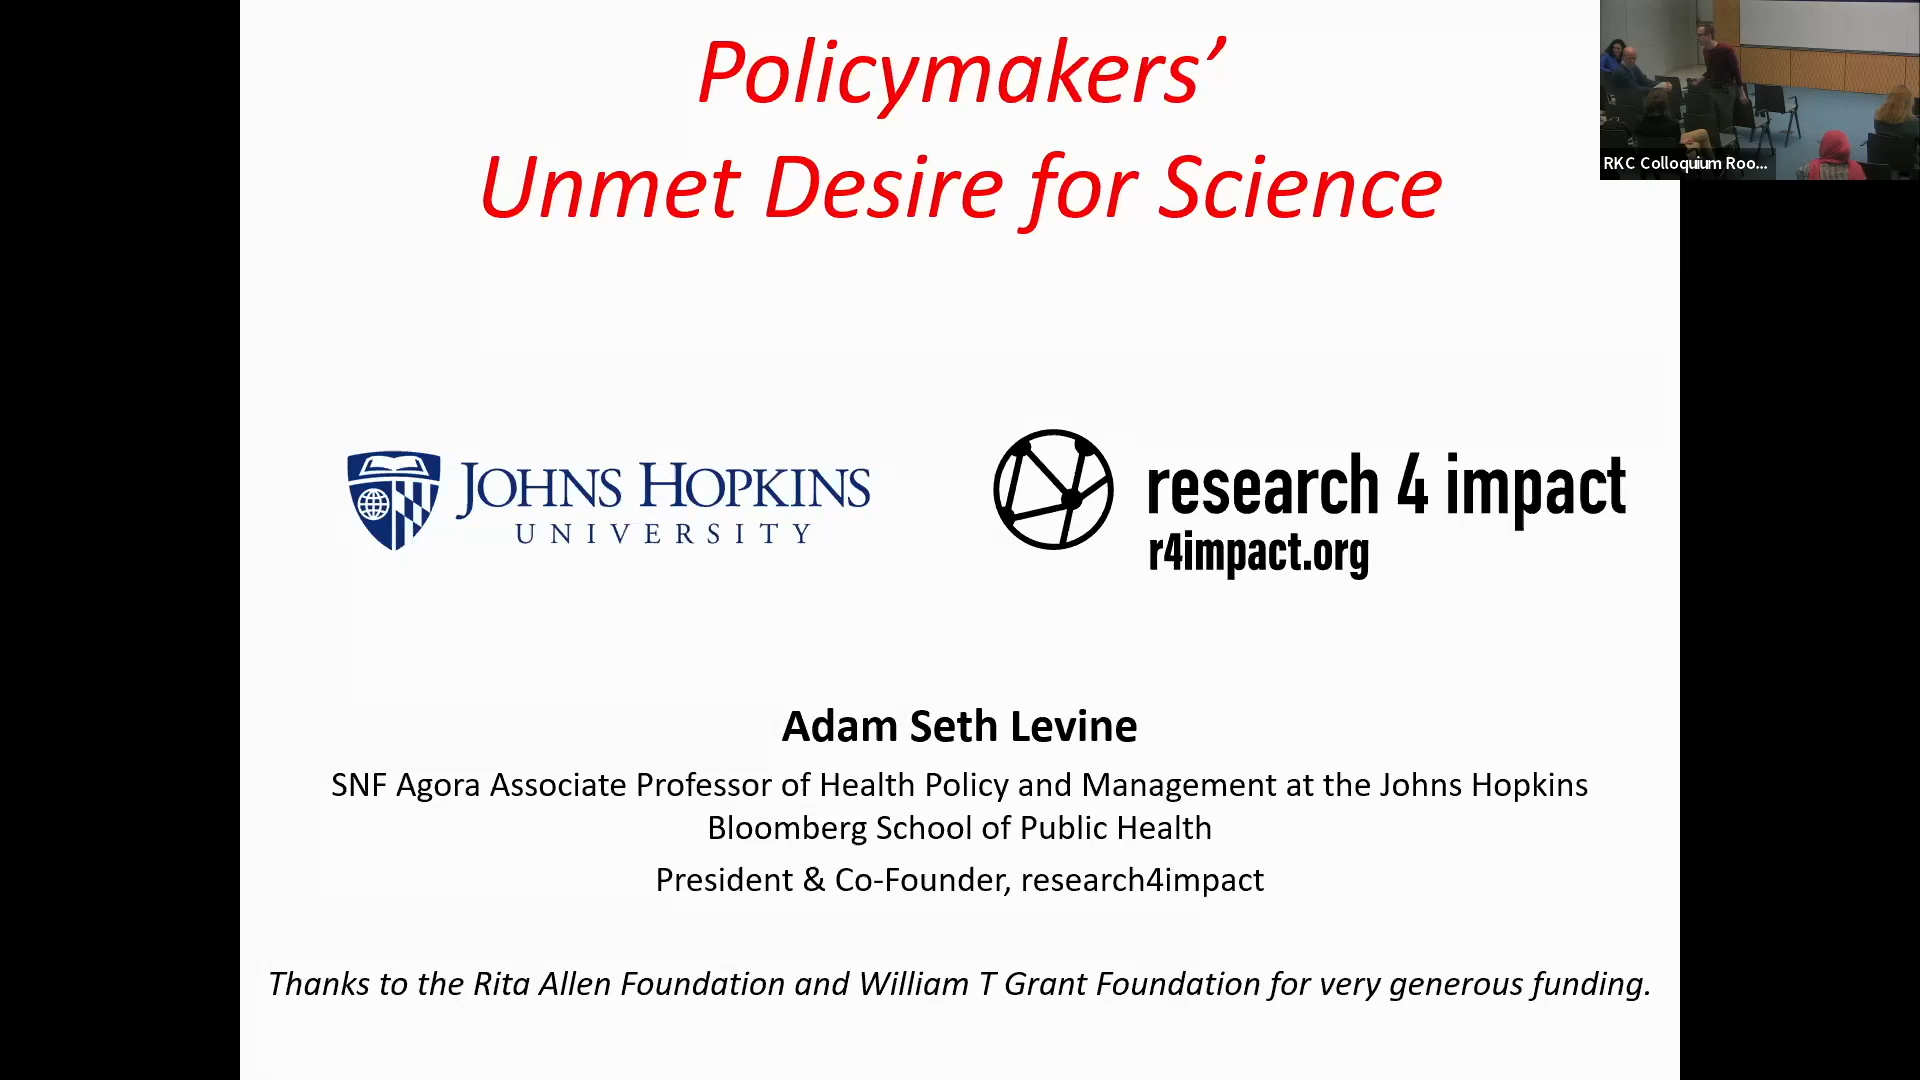 Policymakers’
Unmet Desire for Science
RKC Colloquium Roo...
JOHNS HOPKINS
UNIVERSITY
research 4 impact
r4impact.org
Adam Seth Levine
SNF Agora Associate Professor of Health Policy and Management at the Johns Hopkins
Bloomberg School of Public Health
President & Co-Founder, research4impact
Thanks to the Rita Allen Foundation and William T Grant Foundation for very generous funding.